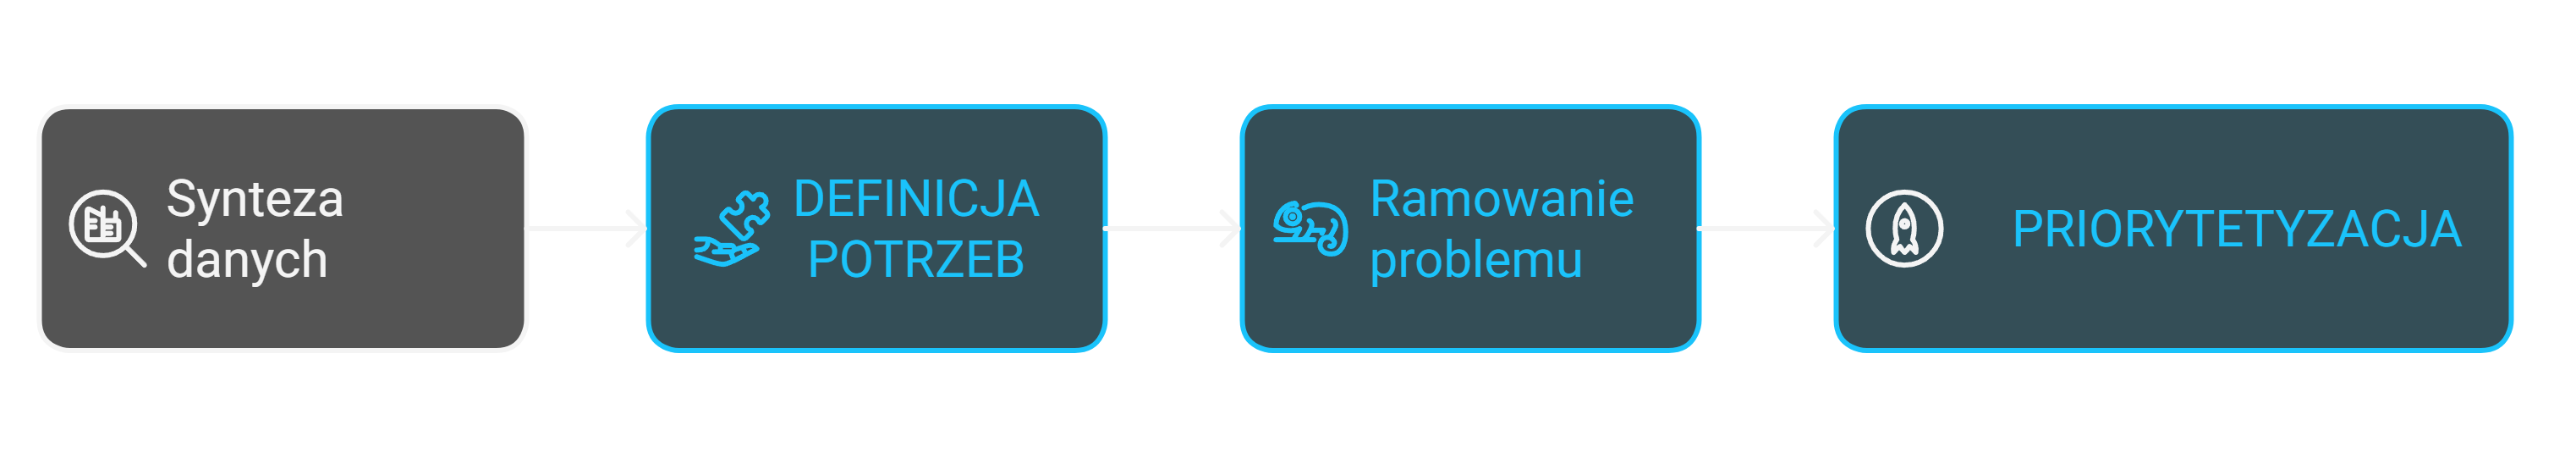 Synteza
danych
DEFINICJA
POTRZEB
Ramowanie
problemu
PRIORYTETYZACJA